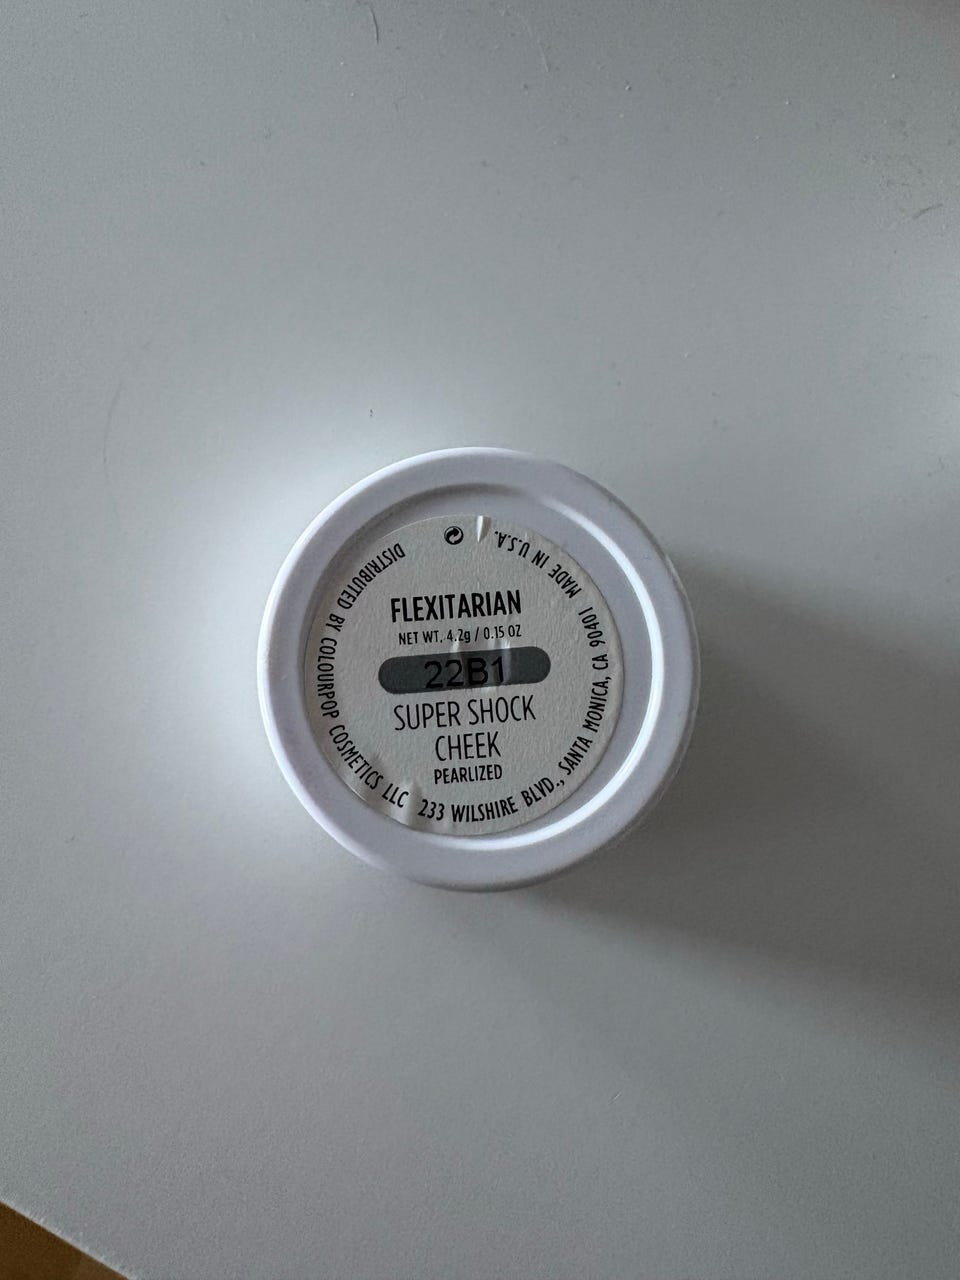 FLEXITARIAN
NET WT. 4.2g / 0.15 OZ
22B1
SUPER SHOCK
CHEEK
PEARLIZED
DISTRIBUTED BY COLOURPOP COSMETICS LLC 233 WILSHIRE BLVD., SANTA MONICA, CA 90401 MADE IN U.S.A.